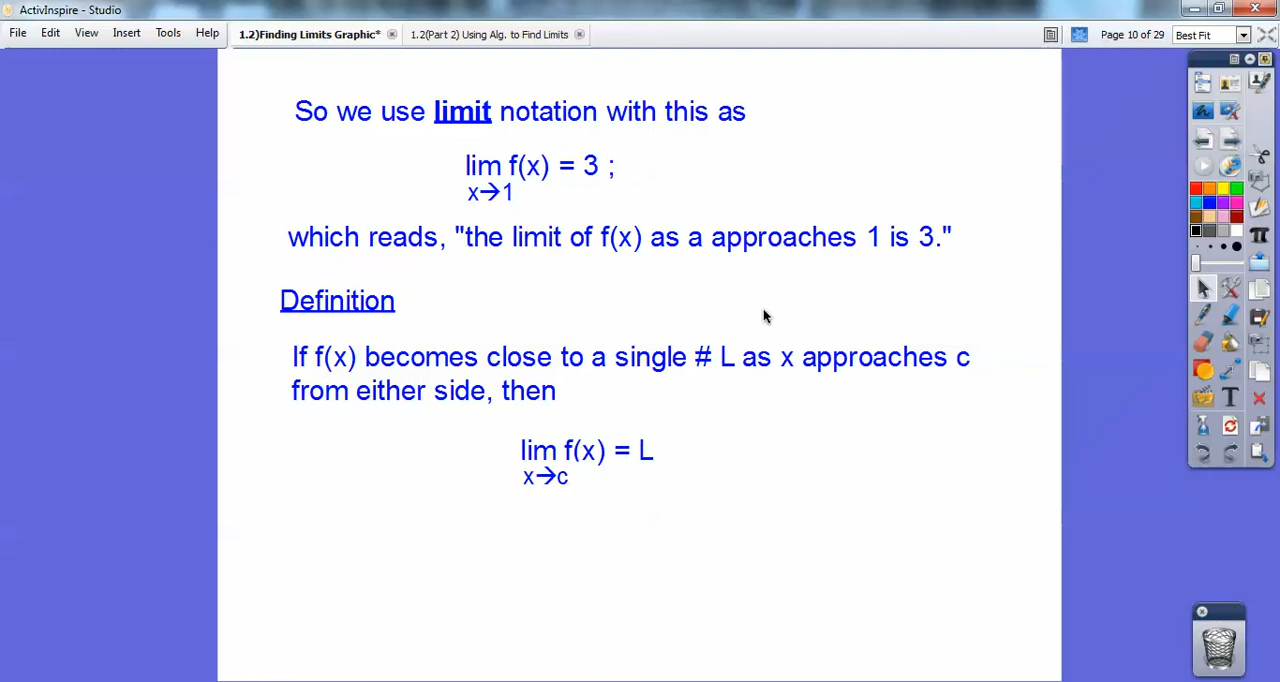 ActivInspire - Studio
File Edit View Insert Tools Help 1.2)Finding Limits Graphic* 1.2(Part 2) Using Alg. to Find Limits Page 10 of 29 Best Fit
So we use limit notation with this as
lim f(x) = 3 ;
x→1
which reads, "the limit of f(x) as a approaches 1 is 3."
Definition
If f(x) becomes close to a single # L as x approaches c
from either side, then
lim f(x) = L
x→c